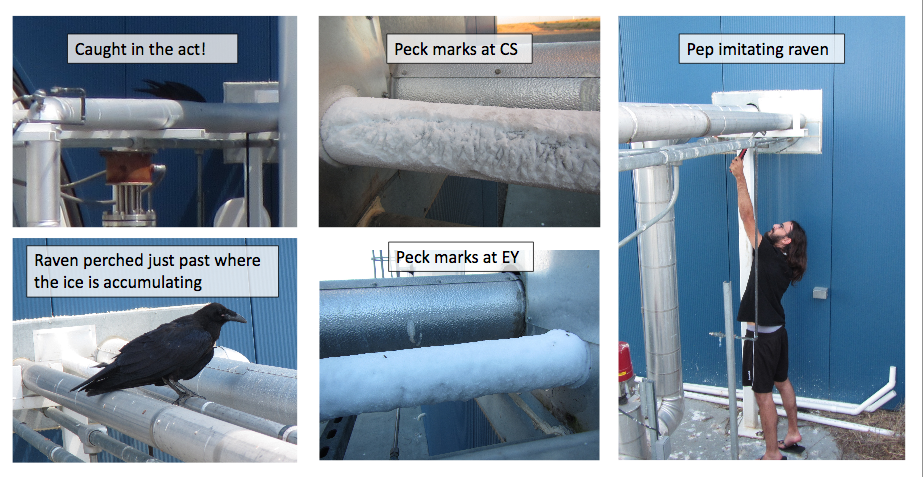 Caught in the act!
Peck marks at CS
Pep imitating raven
Raven perched just past where
the ice is accumulating
Peck marks at EY